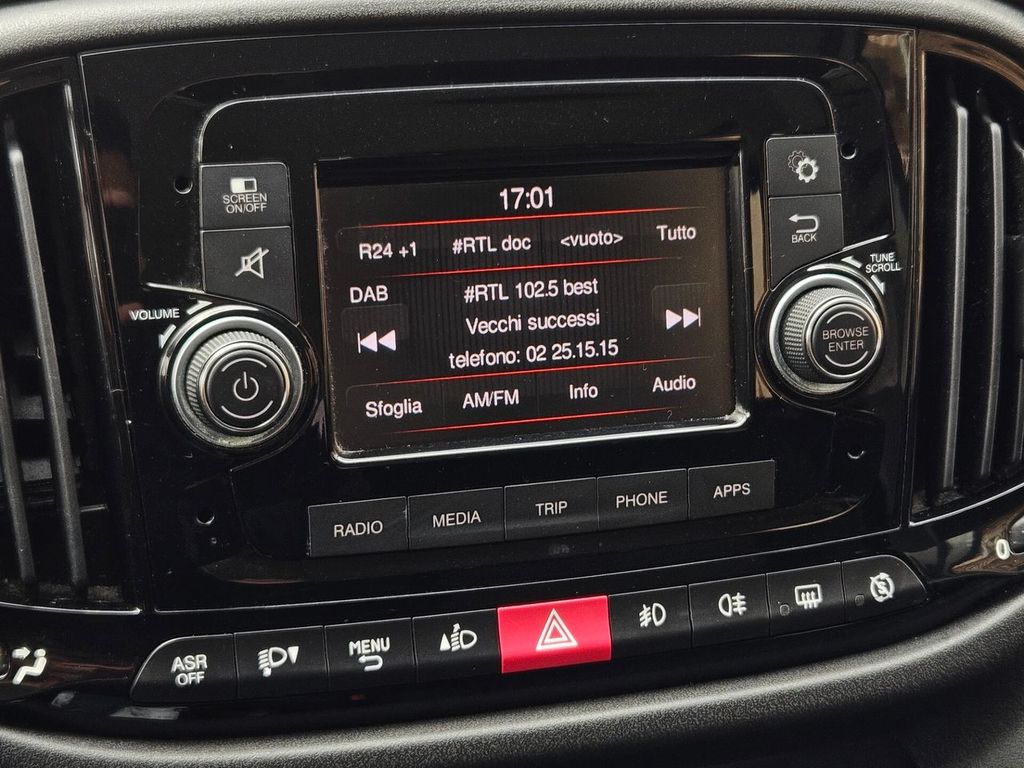 SCREEN
ON/OFF
17:01
R24 +1
#RTL doc
<vuoto>
Tutto
BACK
TUNE
SCROLL
VOLUME
DAB
#RTL 102.5 best
Vecchi successi
telefono: 02 25.15.15
BROWSE
ENTER
Sfoglia
AM/FM
Info
Audio
RADIO
MEDIA
TRIP
PHONE
APPS
ASR
OFF
MENU
0